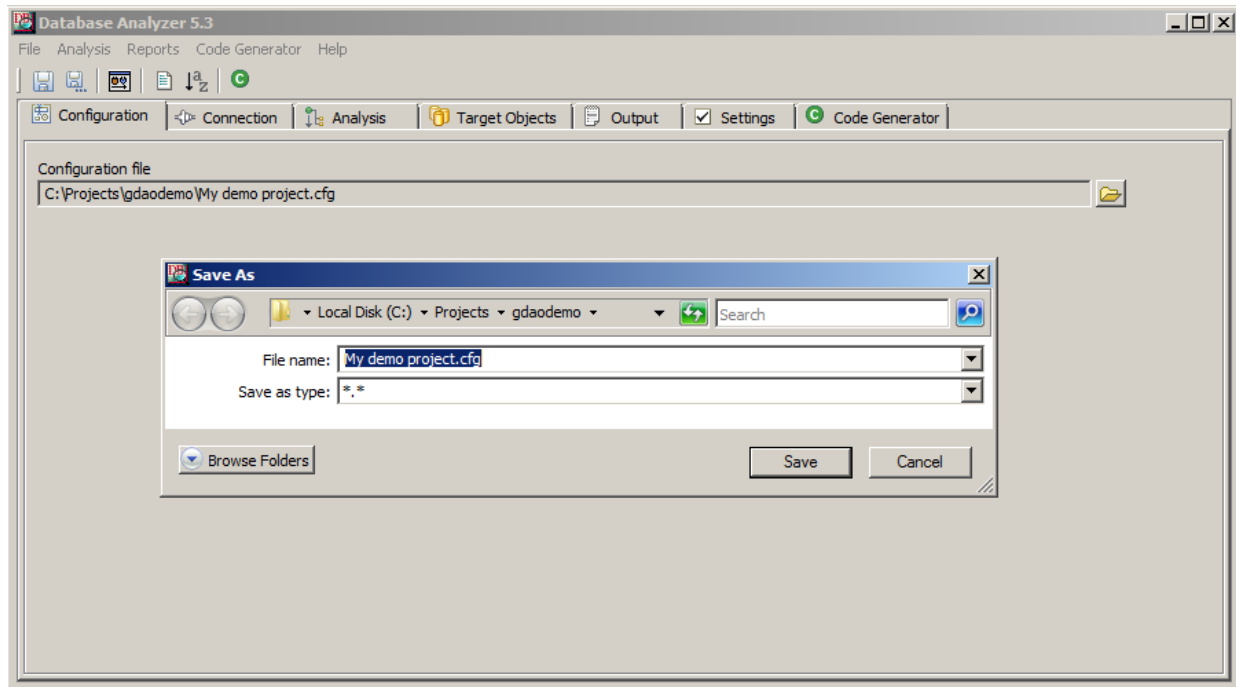 Database Analyzer 5.3
File Analysis Reports Code Generator Help
Configuration Connection Analysis Target Objects Output Settings Code Generator
Configuration file
C:\Projects\gdaodemo\My demo project.cfg
Save As
Local Disk (C:) Projects gdaodemo Search
File name: My demo project.cfg
Save as type: *.*
Browse Folders Save Cancel